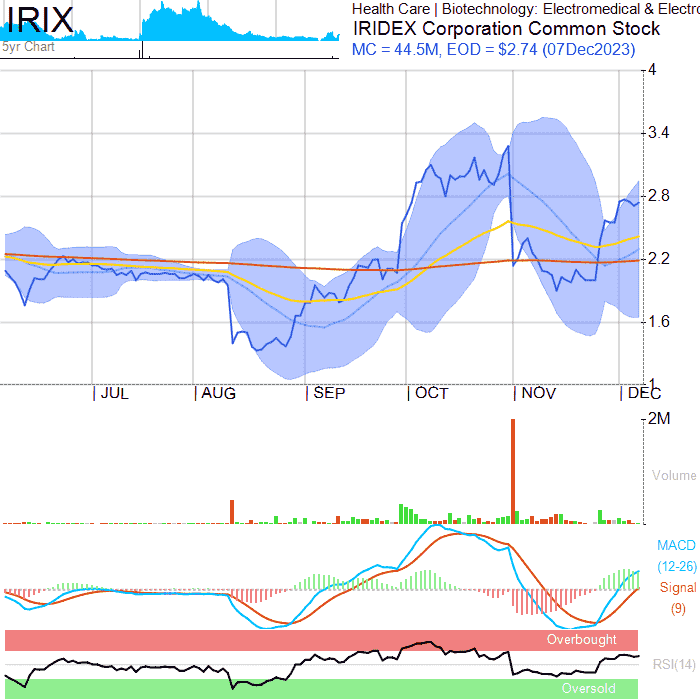 IRIX
5yr Chart
Health Care | Biotechnology: Electromedical & Electro
IRIDEX Corporation Common Stock
MC = 44.5M, EOD = $2.74 (07Dec2023)
4
3.4
2.8
2.2
1.6
1
JUL AUG SEP OCT NOV DEC
2M
Volume
MACD
(12-26)
Signal
(9)
Overbought
RSI(14)
Oversold